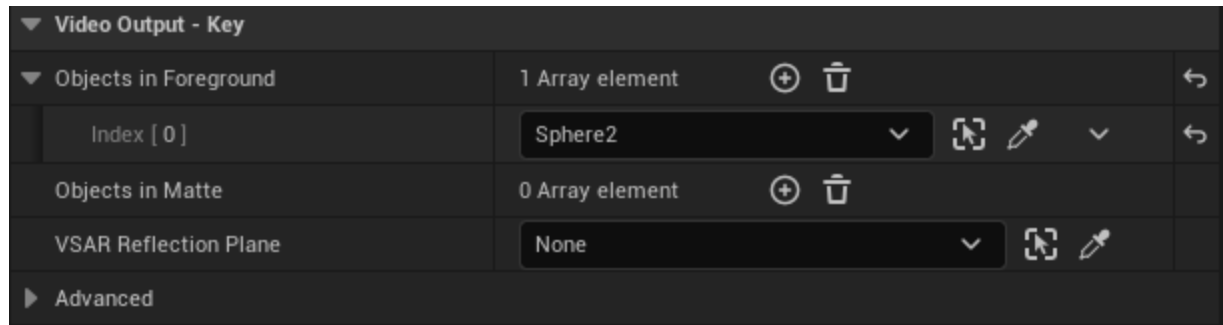 Video Output - Key
Objects in Foreground 1 Array element
Index [ 0 ] Sphere2
Objects in Matte 0 Array element
VSAR Reflection Plane None
Advanced